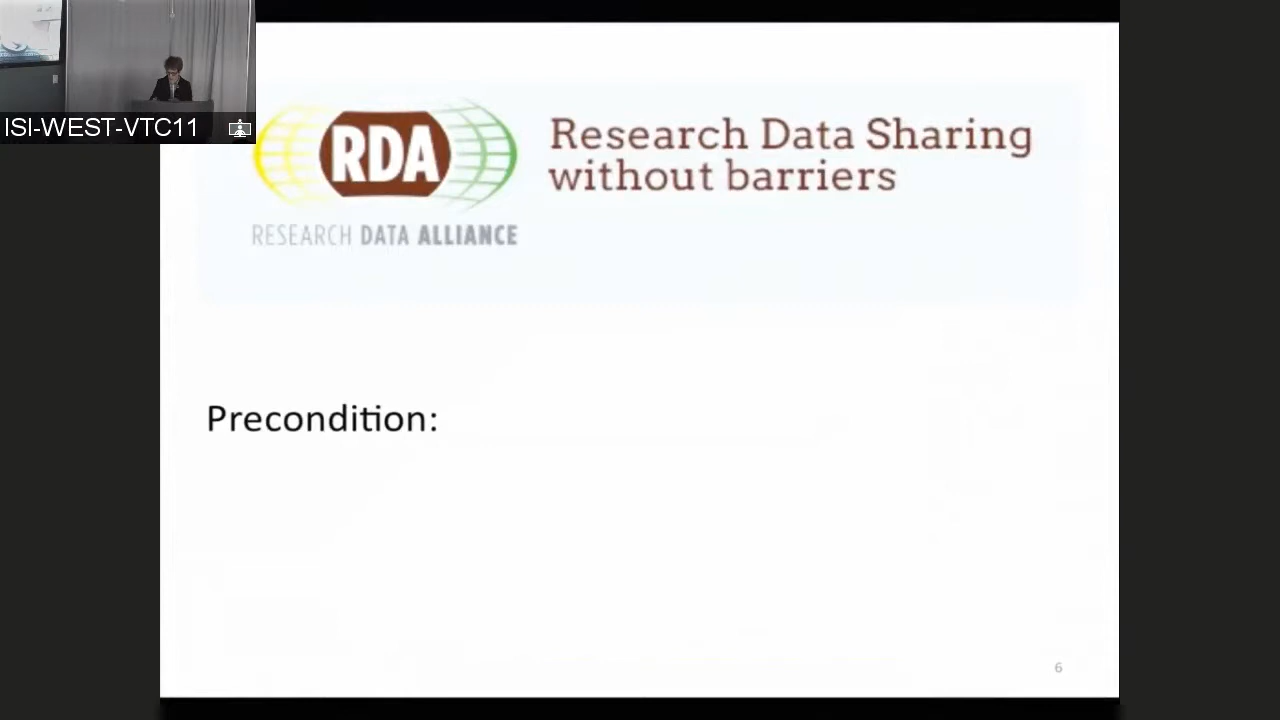 ISI-WEST-VTC11
RDA
RESEARCH DATA ALLIANCE
Research Data Sharing
without barriers
Precondition:
6